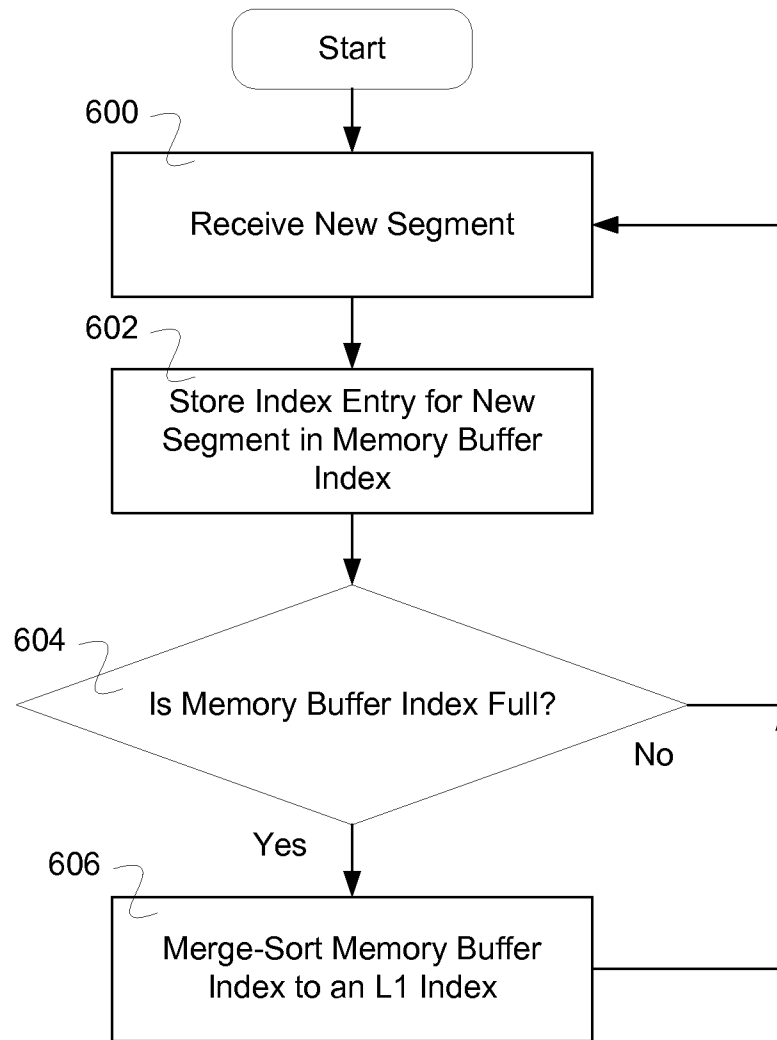 Start
600
Receive New Segment
602
Store Index Entry for New
Segment in Memory Buffer
Index
604
Is Memory Buffer Index Full?
No
Yes
606
Merge-Sort Memory Buffer
Index to an L1 Index